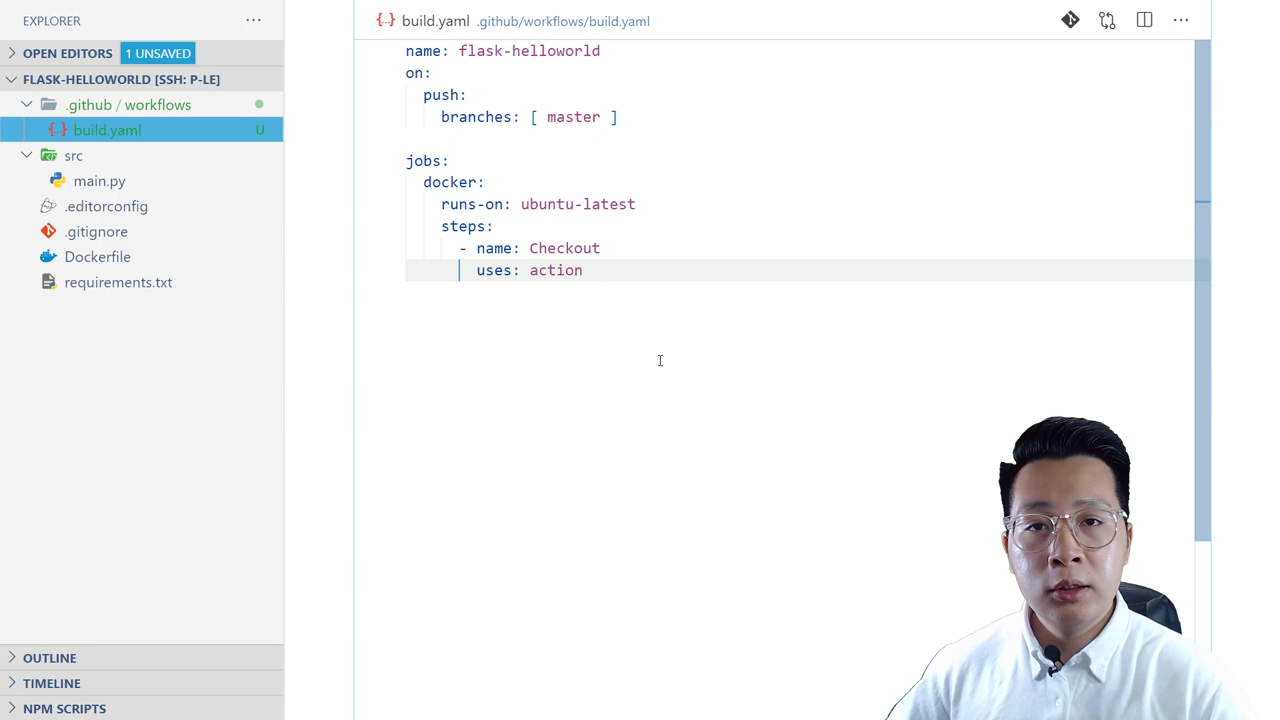 EXPLORER
OPEN EDITORS 1 UNSAVED
FLASK-HELLOWORLD [SSH: P-LE]
.github / workflows
build.yaml U
src
main.py
.editorconfig
.gitignore
Dockerfile
requirements.txt
OUTLINE
TIMELINE
NPM SCRIPTS
build.yaml .github/workflows/build.yaml
name: flask-helloworld
on:
push:
branches: [ master ]
jobs:
docker:
runs-on: ubuntu-latest
steps:
- name: Checkout
uses: action